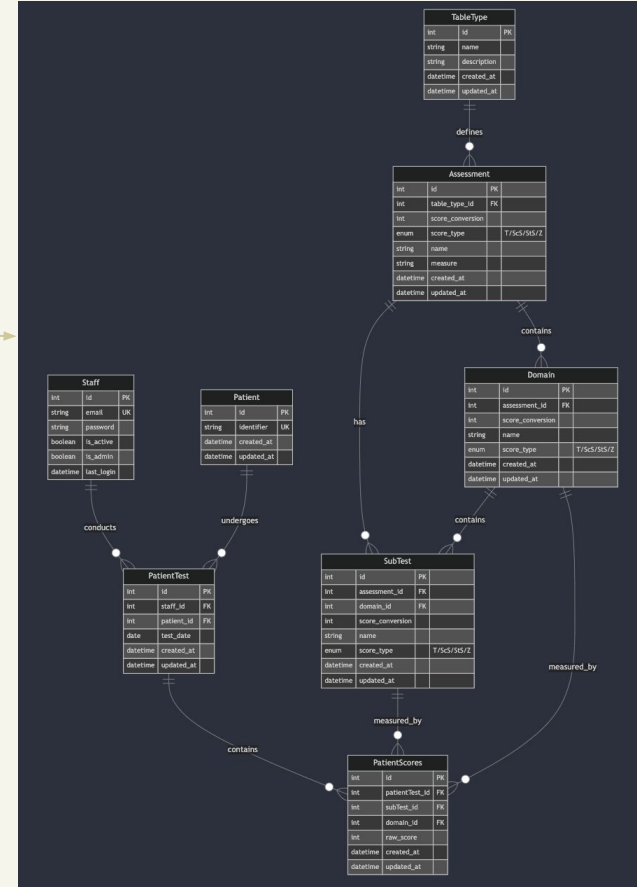 TableType
int id PK
string name
string description
datetime created_at
datetime updated_at
defines
Assessment
int id PK
int table_type_id FK
int score_conversion
enum score_type T/ScS/StS/Z
string name
string measure
datetime created_at
datetime updated_at
contains
has
Domain
int id PK
int assessment_id FK
int score_conversion
string name
enum score_type T/ScS/StS/Z
datetime created_at
datetime updated_at
Staff
int id PK
string email UK
string password
boolean is_active
boolean is_admin
datetime last_login
Patient
int id PK
string identifier UK
datetime created_at
datetime updated_at
conducts
undergoes
contains
PatientTest
int id PK
int staff_id FK
int patient_id FK
date test_date
datetime created_at
datetime updated_at
SubTest
int id PK
int assessment_id FK
int domain_id FK
int score_conversion
string name
enum score_type T/ScS/StS/Z
datetime created_at
datetime updated_at
measured_by
measured_by
contains
PatientScores
int id PK
int patientTest_id FK
int subTest_id FK
int domain_id FK
int raw_score
datetime created_at
datetime updated_at